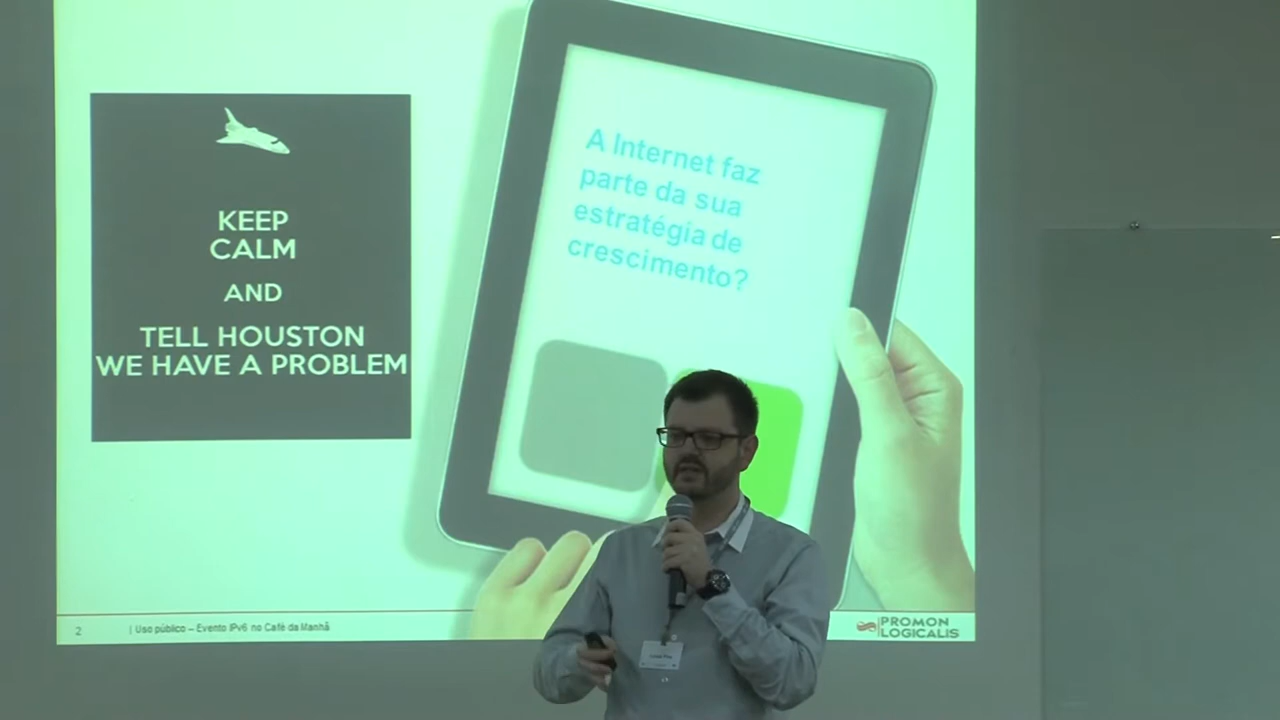 KEEP
CALM
AND
TELL HOUSTON
WE HAVE A PROBLEM
A Internet faz
parte da sua
estratégia de
crescimento?
2
| Uso público – Evento IPv6 no Café da Manhã
PROMON
LOGICALIS